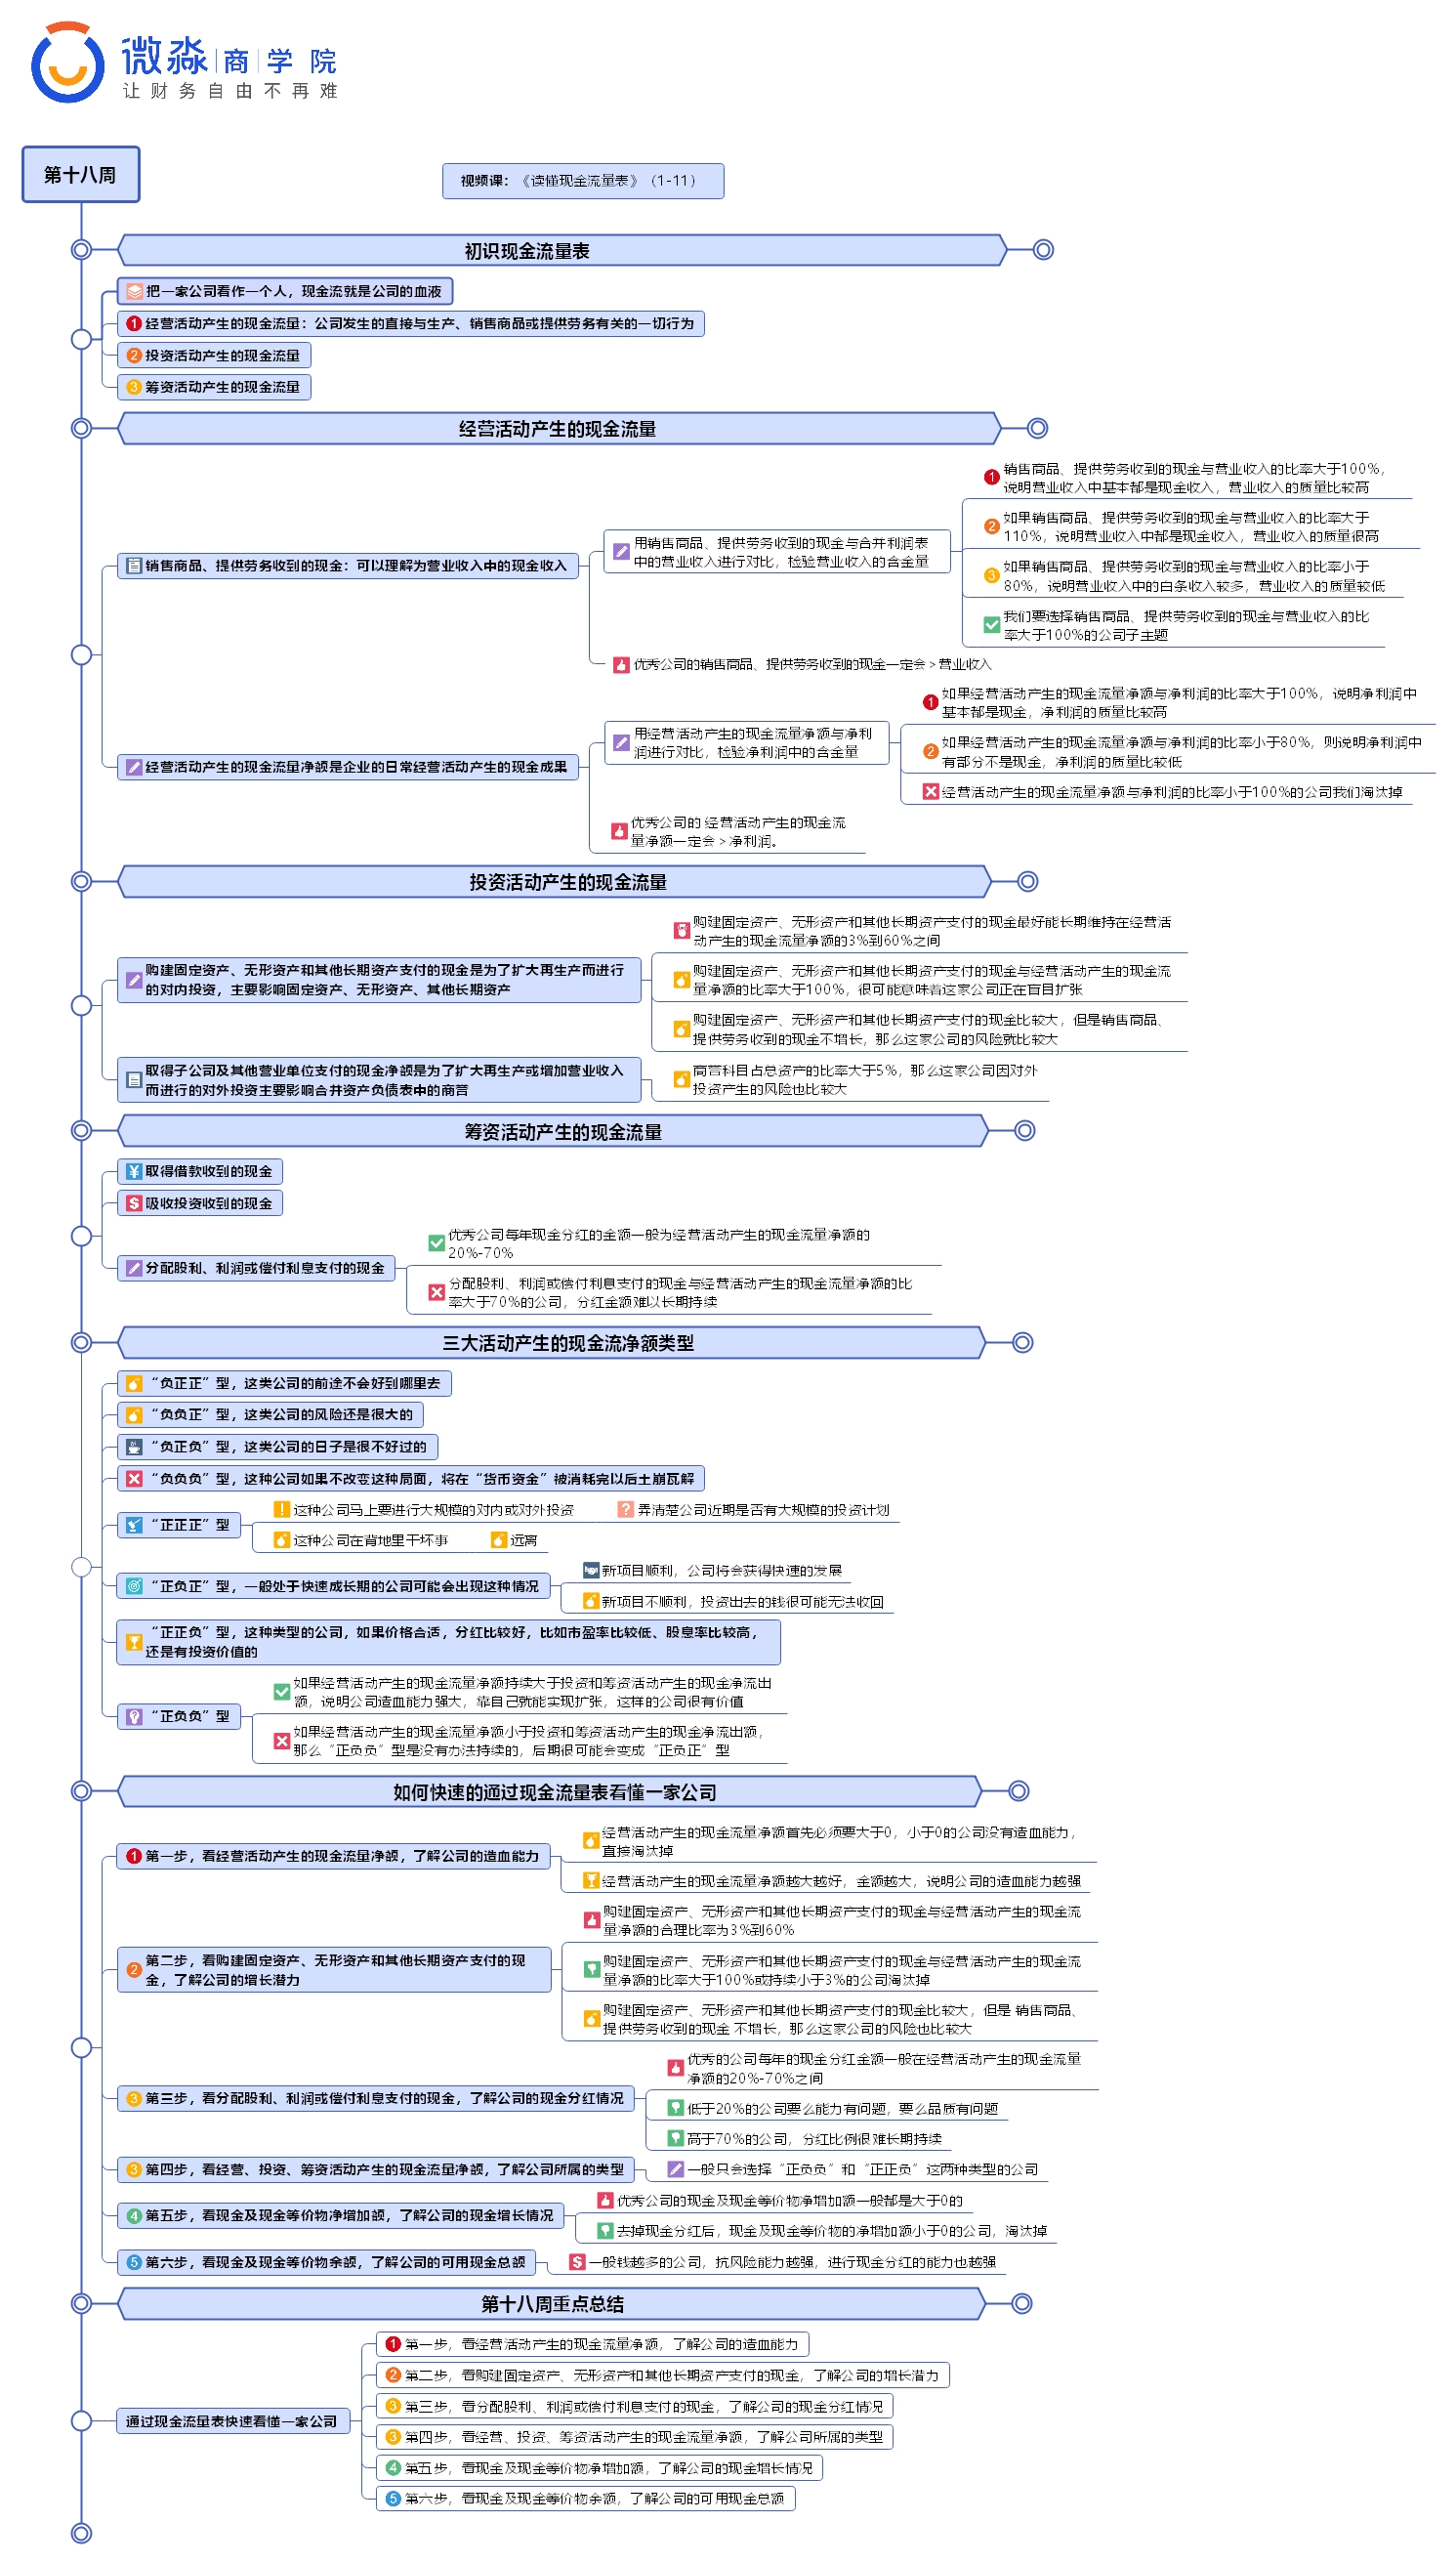 微淼 商 学 院
让 财 务 自 由 不 再 难
第十八周
视频课：《读懂现金流量表》（1-11）
初识现金流量表
把一家公司看作一个人，现金流就是公司的血液
1 经营活动产生的现金流量：公司发生的直接与生产、销售商品或提供劳务有关的一切行为
2 投资活动产生的现金流量
3 筹资活动产生的现金流量
经营活动产生的现金流量
销售商品、提供劳务收到的现金：可以理解为营业收入中的现金收入
用销售商品、提供劳务收到的现金与合并利润表
中的营业收入进行对比，检验营业收入的含金量
1 销售商品、提供劳务收到的现金与营业收入的比率大于100%，
说明营业收入中基本都是现金收入，营业收入的质量比较高
2 如果销售商品、提供劳务收到的现金与营业收入的比率大于
110%，说明营业收入中都是现金收入，营业收入的质量很高
3 如果销售商品、提供劳务收到的现金与营业收入的比率小于
80%，说明营业收入中的白条收入较多，营业收入的质量较低
我们要选择销售商品、提供劳务收到的现金与营业收入的比
率大于100%的公司子主题
优秀公司的销售商品、提供劳务收到的现金一定会＞营业收入
经营活动产生的现金流量净额是企业的日常经营活动产生的现金成果
用经营活动产生的现金流量净额与净利
润进行对比，检验净利润中的含金量
1 如果经营活动产生的现金流量净额与净利润的比率大于100%，说明净利润中
基本都是现金，净利润的质量比较高
2 如果经营活动产生的现金流量净额与净利润的比率小于80%，则说明净利润中
有部分不是现金，净利润的质量比较低
经营活动产生的现金流量净额与净利润的比率小于100%的公司我们淘汰掉
优秀公司的 经营活动产生的现金流
量净额一定会＞净利润。
投资活动产生的现金流量
购建固定资产、无形资产和其他长期资产支付的现金是为了扩大再生产而进行
的对内投资，主要影响固定资产、无形资产、其他长期资产
购建固定资产、无形资产和其他长期资产支付的现金最好能长期维持在经营活
动产生的现金流量净额的3%到60%之间
购建固定资产、无形资产和其他长期资产支付的现金与经营活动产生的现金流
量净额的比率大于100%，很可能意味着这家公司正在盲目扩张
购建固定资产、无形资产和其他长期资产支付的现金比较大，但是销售商品、
提供劳务收到的现金不增长，那么这家公司的风险就比较大
取得子公司及其他营业单位支付的现金净额是为了扩大再生产或增加营业收入
而进行的对外投资主要影响合并资产负债表中的商誉
商誉科目占总资产的比率大于5%，那么这家公司因对外
投资产生的风险也比较大
筹资活动产生的现金流量
取得借款收到的现金
吸收投资收到的现金
分配股利、利润或偿付利息支付的现金
优秀公司每年现金分红的金额一般为经营活动产生的现金流量净额的
20%-70%
分配股利、利润或偿付利息支付的现金与经营活动产生的现金流量净额的比
率大于70%的公司，分红金额难以长期持续
三大活动产生的现金流净额类型
“负正正”型，这类公司的前途不会好到哪里去
“负负正”型，这类公司的风险还是很大的
“负正负”型，这类公司的日子是很不好过的
“负负负”型，这种公司如果不改变这种局面，将在“货币资金”被消耗完以后土崩瓦解
“正正正”型
这种公司马上要进行大规模的对内或对外投资
弄清楚公司近期是否有大规模的投资计划
这种公司在背地里干坏事
远离
“正负正”型，一般处于快速成长期的公司可能会出现这种情况
新项目顺利，公司将会获得快速的发展
新项目不顺利，投资出去的钱很可能无法收回
“正正负”型，这种类型的公司，如果价格合适，分红比较好，比如市盈率比较低、股息率比较高，
还是有投资价值的
“正负负”型
如果经营活动产生的现金流量净额持续大于投资和筹资活动产生的现金净流出
额，说明公司造血能力强大，靠自己就能实现扩张，这样的公司很有价值
如果经营活动产生的现金流量净额小于投资和筹资活动产生的现金净流出额，
那么“正负负”型是没有办法持续的，后期很可能会变成“正负正”型
如何快速的通过现金流量表看懂一家公司
1 第一步，看经营活动产生的现金流量净额，了解公司的造血能力
经营活动产生的现金流量净额首先必须要大于0，小于0的公司没有造血能力，
直接淘汰掉
经营活动产生的现金流量净额越大越好，金额越大，说明公司的造血能力越强
2 第二步，看购建固定资产、无形资产和其他长期资产支付的现
金，了解公司的增长潜力
购建固定资产、无形资产和其他长期资产支付的现金与经营活动产生的现金流
量净额的合理比率为3%到60%
购建固定资产、无形资产和其他长期资产支付的现金与经营活动产生的现金流
量净额的比率大于100%或持续小于3%的公司淘汰掉
购建固定资产、无形资产和其他长期资产支付的现金比较大，但是 销售商品、
提供劳务收到的现金 不增长，那么这家公司的风险也比较大
3 第三步，看分配股利、利润或偿付利息支付的现金，了解公司的现金分红情况
优秀的公司每年的现金分红金额一般在经营活动产生的现金流量
净额的20%-70%之间
低于20%的公司要么能力有问题，要么品质有问题
高于70%的公司，分红比例很难长期持续
3 第四步，看经营、投资、筹资活动产生的现金流量净额，了解公司所属的类型
一般只会选择“正负负”和“正正负”这两种类型的公司
4 第五步，看现金及现金等价物净增加额，了解公司的现金增长情况
优秀公司的现金及现金等价物净增加额一般都是大于0的
去掉现金分红后，现金及现金等价物的净增加额小于0的公司，淘汰掉
5 第六步，看现金及现金等价物余额，了解公司的可用现金总额
一般钱越多的公司，抗风险能力越强，进行现金分红的能力也越强
第十八周重点总结
通过现金流量表快速看懂一家公司
1 第一步，看经营活动产生的现金流量净额，了解公司的造血能力
2 第二步，看购建固定资产、无形资产和其他长期资产支付的现金，了解公司的增长潜力
3 第三步，看分配股利、利润或偿付利息支付的现金，了解公司的现金分红情况
3 第四步，看经营、投资、筹资活动产生的现金流量净额，了解公司所属的类型
4 第五步，看现金及现金等价物净增加额，了解公司的现金增长情况
5 第六步，看现金及现金等价物余额，了解公司的可用现金总额